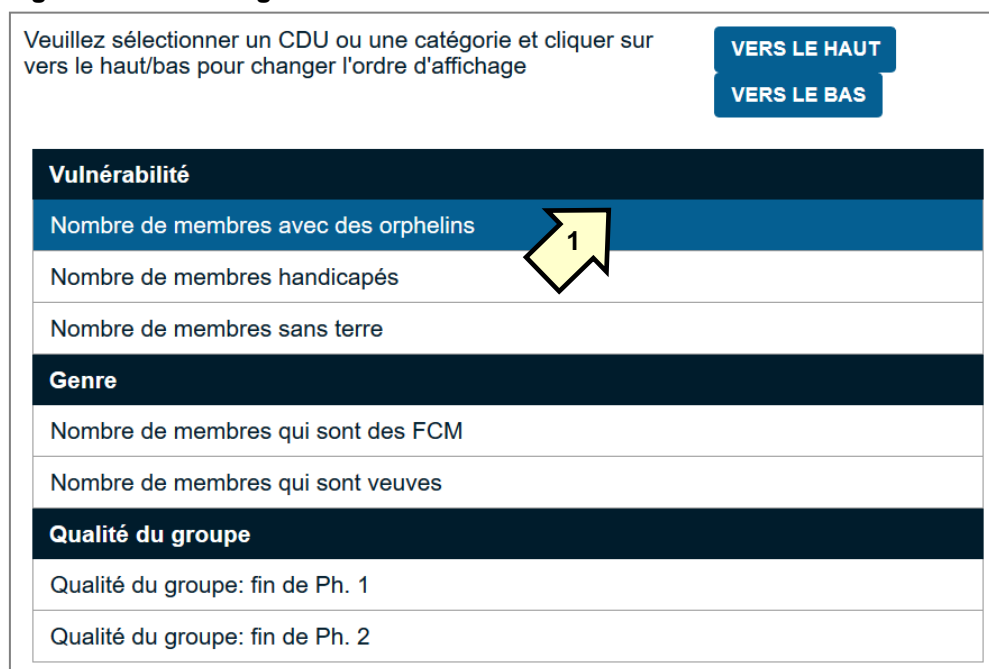 Veuillez sélectionner un CDU ou une catégorie et cliquer sur
vers le haut/bas pour changer l'ordre d'affichage
VERS LE HAUT
VERS LE BAS
Vulnérabilité
Nombre de membres avec des orphelins
1
Nombre de membres handicapés
Nombre de membres sans terre
Genre
Nombre de membres qui sont des FCM
Nombre de membres qui sont veuves
Qualité du groupe
Qualité du groupe: fin de Ph. 1
Qualité du groupe: fin de Ph. 2